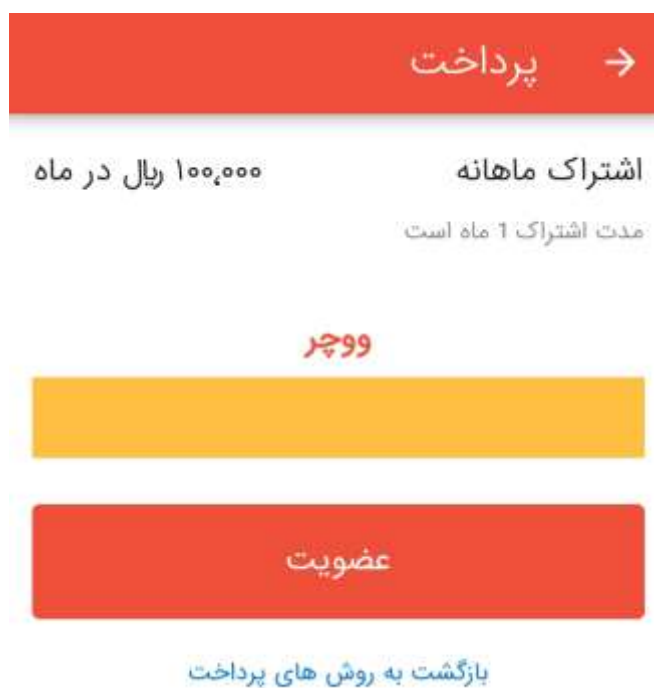 پرداخت
اشتراک ماهانه ۱۰۰,۰۰۰ ریال در ماه
مدت اشتراک 1 ماه است
ووچر
عضویت
بازگشت به روش های پرداخت